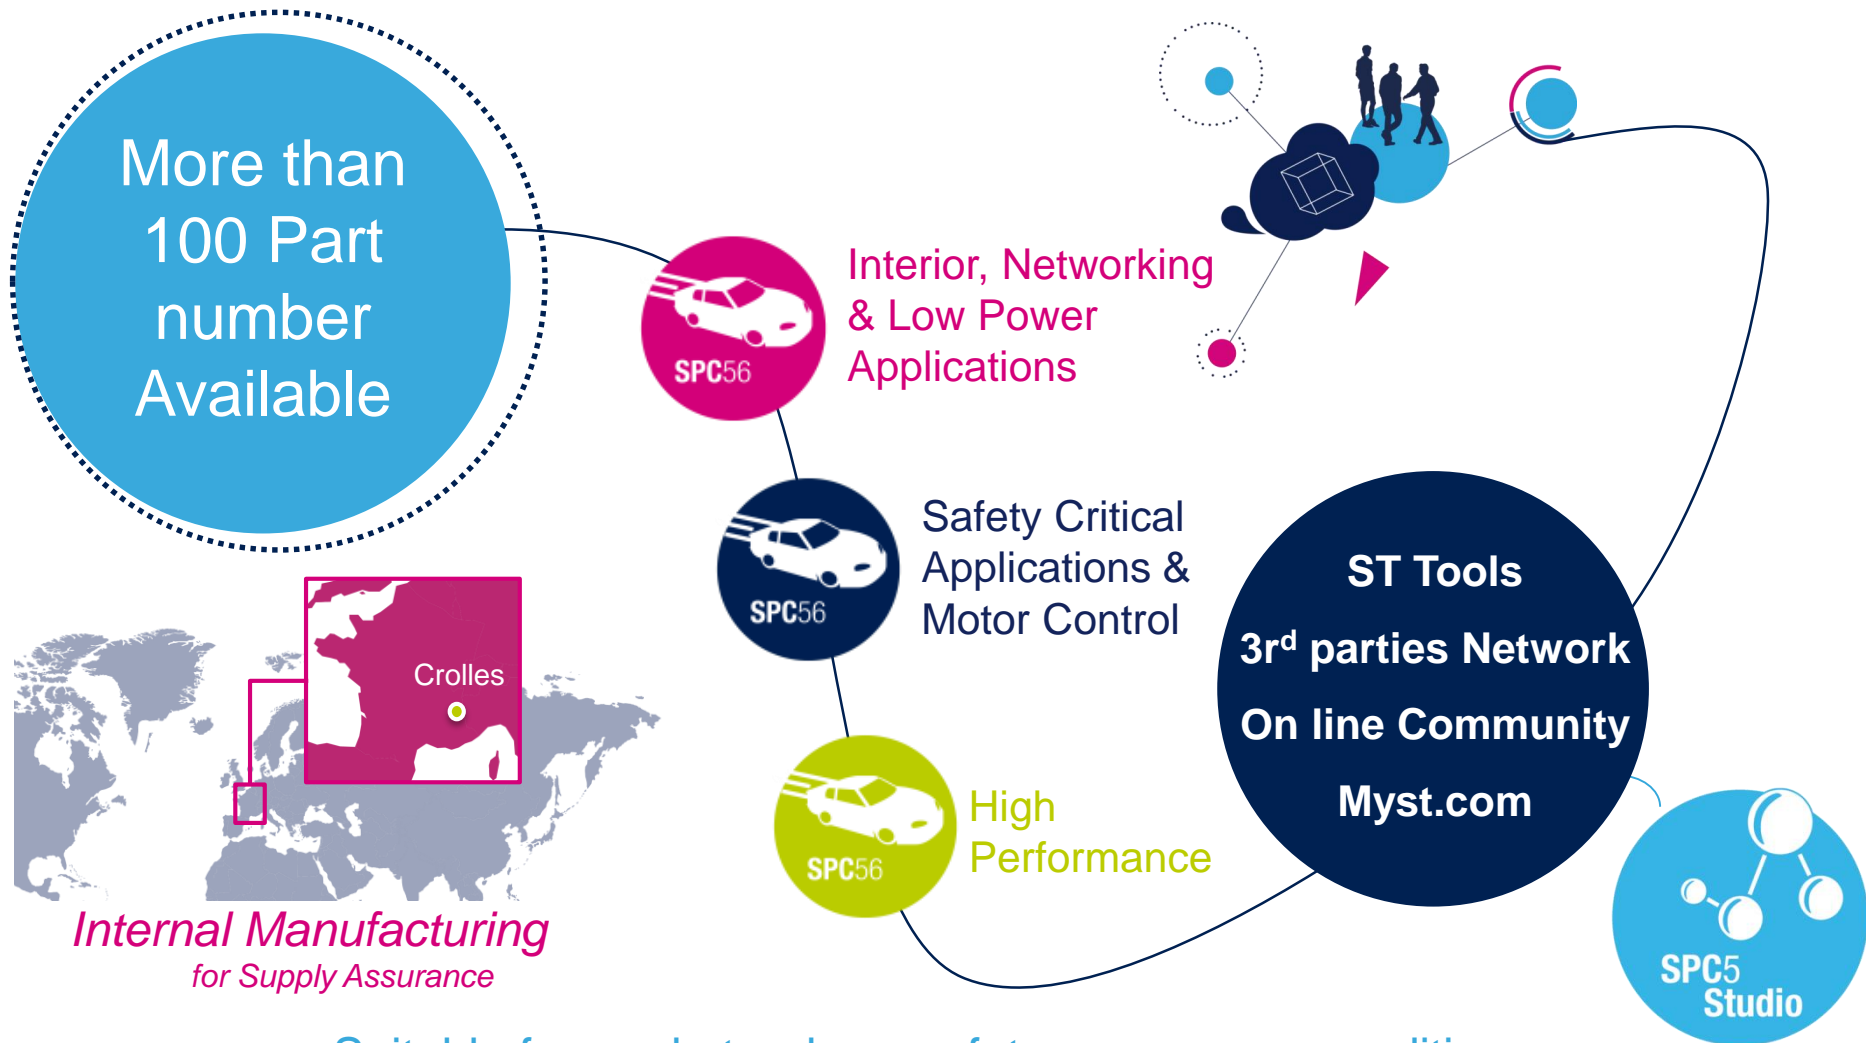 More than
100 Part
number
Available
SPC56
Interior, Networking
& Low Power
Applications
SPC56
Safety Critical
Applications &
Motor Control
SPC56
High
Performance
Crolles
Internal Manufacturing
for Supply Assurance
ST Tools
3rd parties Network
On line Community
Myst.com
SPC5
Studio